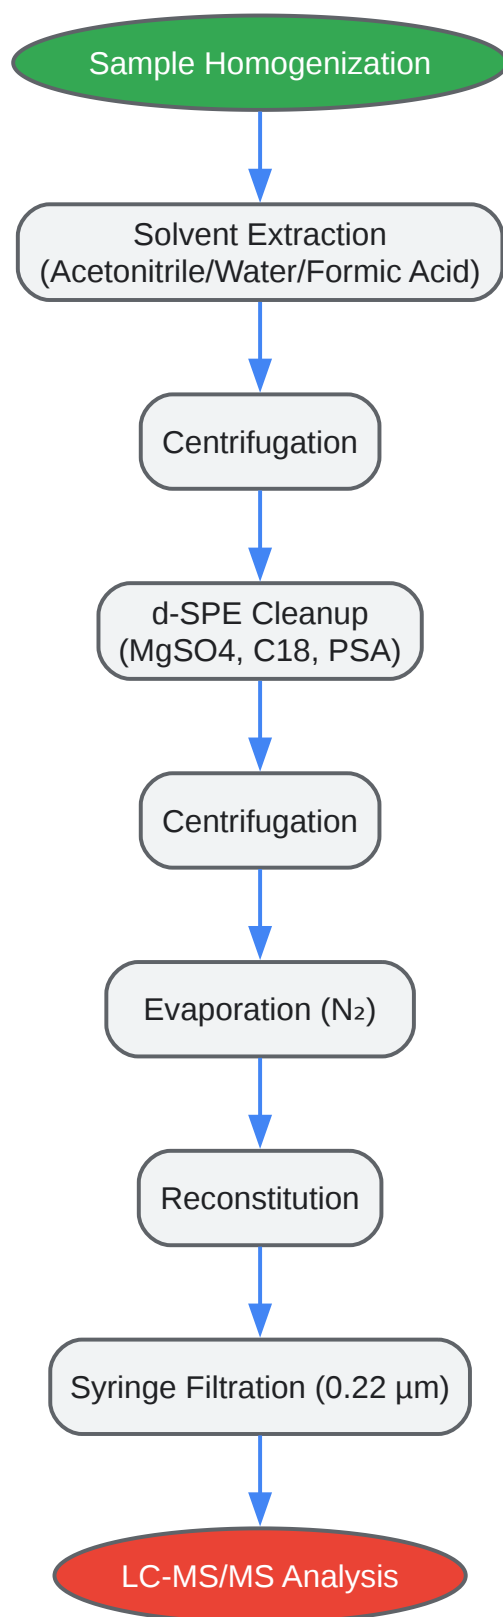 Sample Homogenization
Solvent Extraction
(Acetonitrile/Water/Formic Acid)
Centrifugation
d-SPE Cleanup
(MgSO4, C18, PSA)
Centrifugation
Evaporation (N₂)
Reconstitution
Syringe Filtration (0.22 µm)
LC-MS/MS Analysis